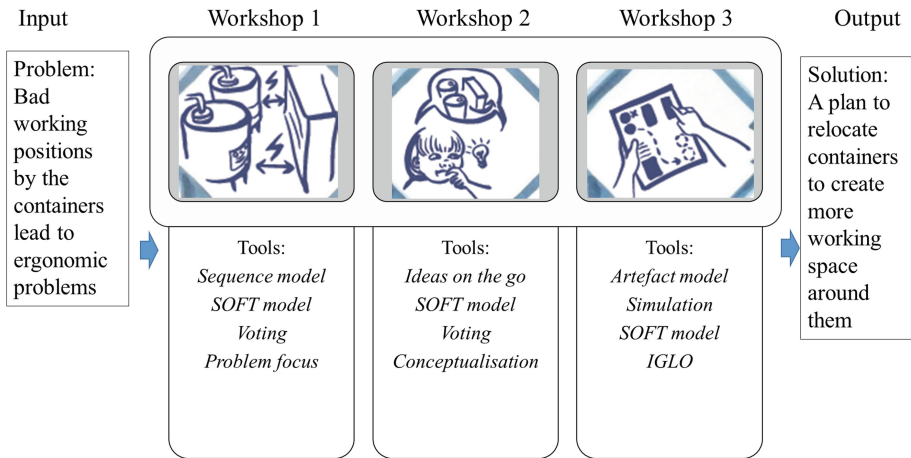 Input
Workshop 1
Workshop 2
Workshop 3
Output
Problem:
Bad
working
positions
by the
containers
lead to
ergonomic
problems
Tools:
Sequence model
SOFT model
Voting
Problem focus
Tools:
Ideas on the go
SOFT model
Voting
Conceptualisation
Tools:
Artefact model
Simulation
SOFT model
IGLO
Solution:
A plan to
relocate
containers
to create
more
working
space
around
them